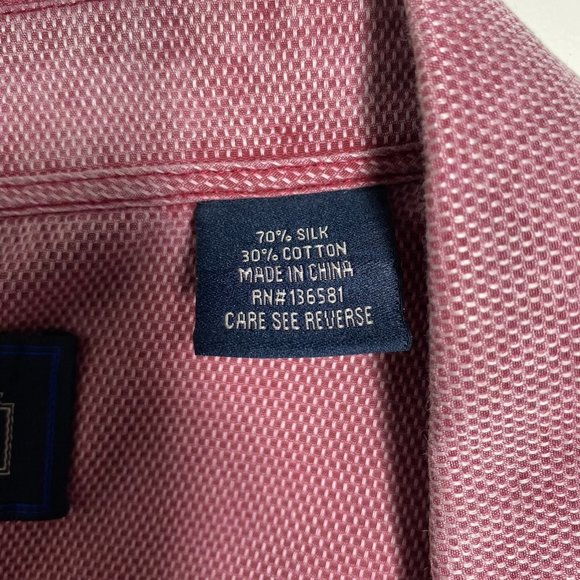 70% SILK
30% COTTON
MADE IN CHINA
RN#136581
CARE SEE REVERSE